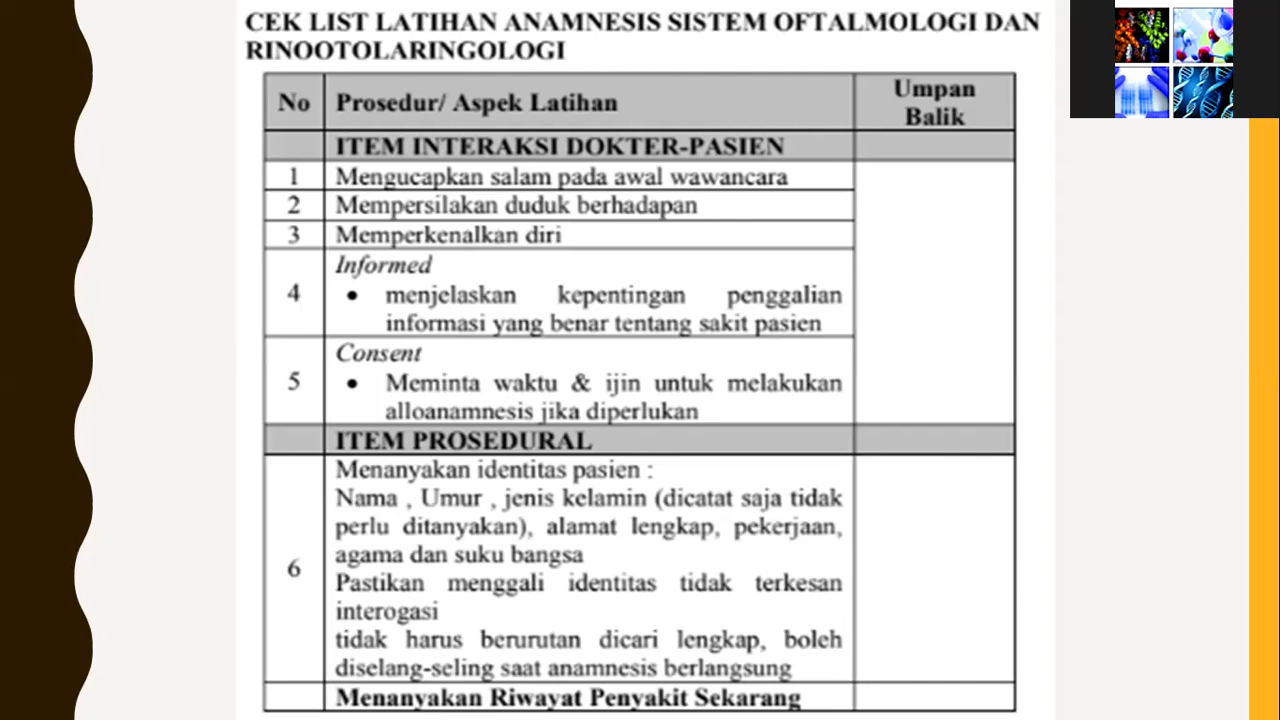 CEK LIST LATIHAN ANAMNESIS SISTEM OFTALMOLOGI DAN
RINOOTOLARINGOLOGI
No Prosedur/ Aspek Latihan Umpan Balik
ITEM INTERAKSI DOKTER-PASIEN
1 Mengucapkan salam pada awal wawancara
2 Mempersilakan duduk berhadapan
3 Memperkenalkan diri
4 Informed
• menjelaskan kepentingan penggalian
informasi yang benar tentang sakit pasien
5 Consent
• Meminta waktu & ijin untuk melakukan
alloanamnesis jika diperlukan
ITEM PROSEDURAL
6 Menanyakan identitas pasien :
Nama , Umur , jenis kelamin (dicatat saja tidak
perlu ditanyakan), alamat lengkap, pekerjaan,
agama dan suku bangsa
Pastikan menggali identitas tidak terkesan
interogasi
tidak harus berurutan dicari lengkap, boleh
diselang-seling saat anamnesis berlangsung
Menanyakan Riwayat Penyakit Sekarang